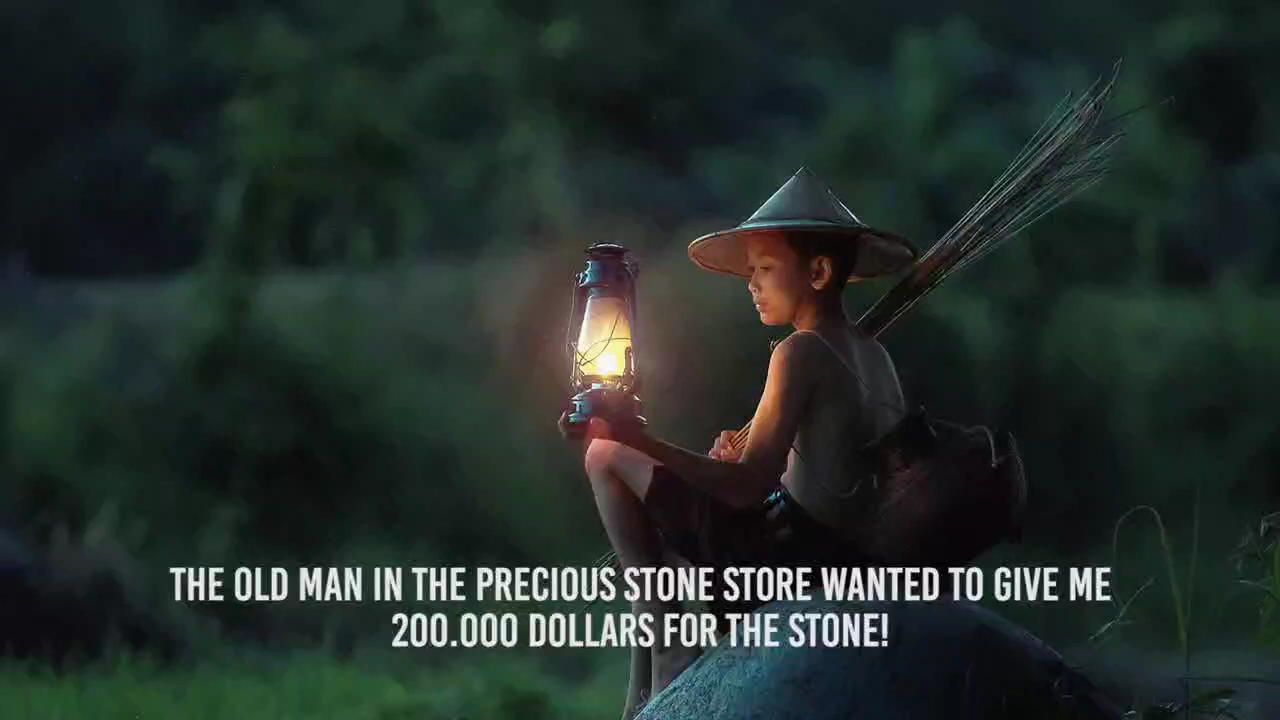 THE OLD MAN IN THE PRECIOUS STONE STORE WANTED TO GIVE ME
200.000 DOLLARS FOR THE STONE!